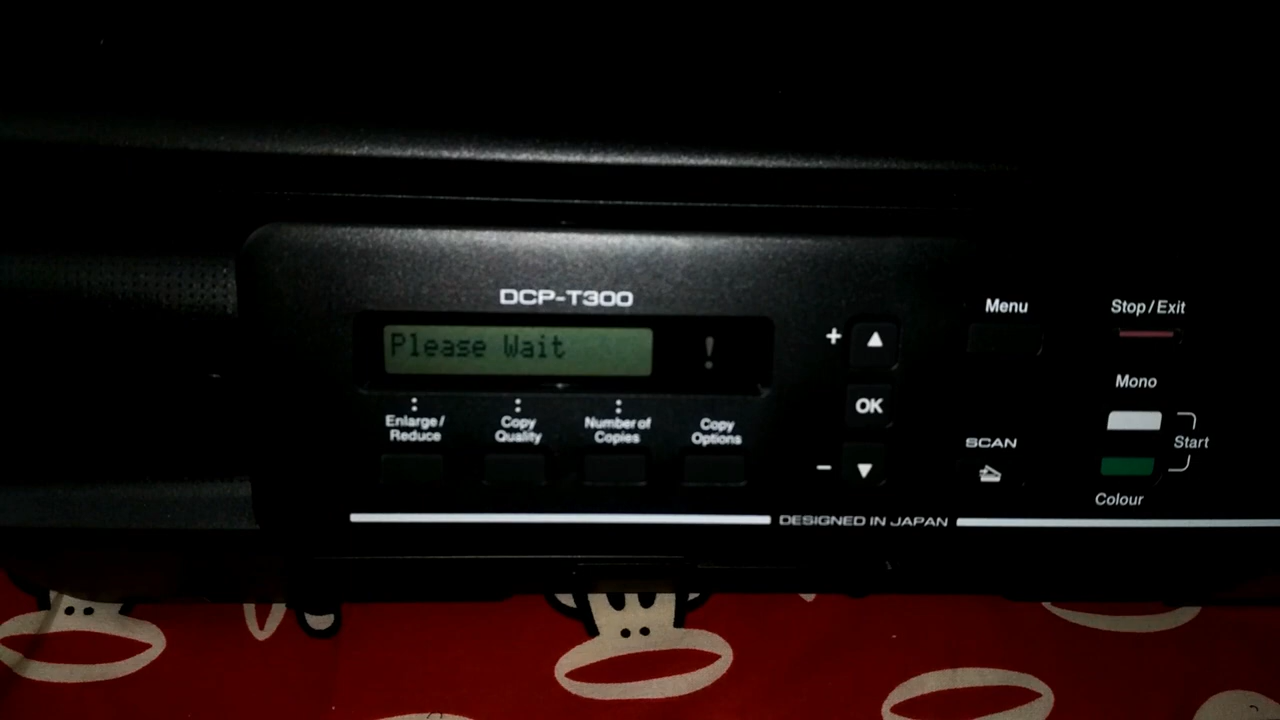 DCP-T300
Please Wait
!
Enlarge/
Reduce
Copy
Quality
Number of
Copies
Copy
Options
+
OK
−
Menu
SCAN
Stop/Exit
Mono
Start
Colour
DESIGNED IN JAPAN